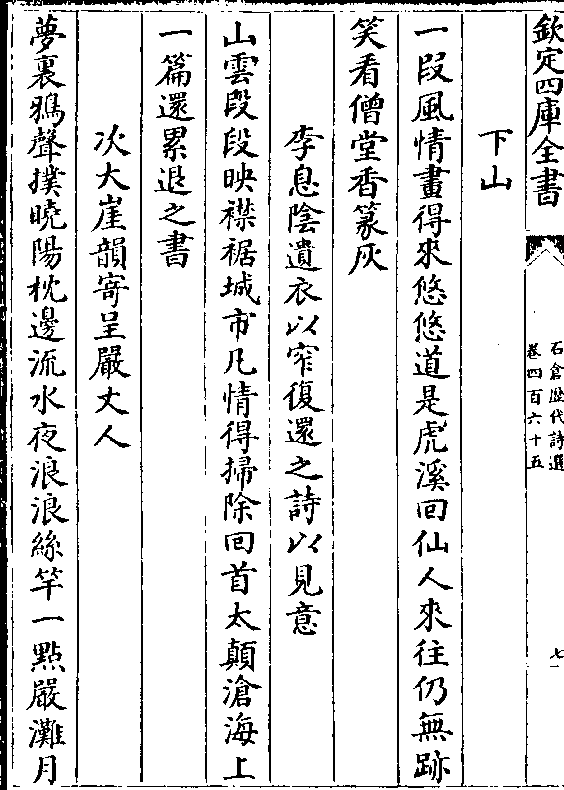 欽定四庫全書
石倉歷代詩選
卷四百六十五
七
下山
一段風情畫得來悠悠道是虎溪回仙人來往仍無跡
笑看僧堂香篆灰
李息陰遺衣以窄復還之詩以見意
山雲段段映襟裾城市凡情得掃除回首太顛滄海上
一篇還累退之書
次大崖韻寄呈嚴丈人
夢裏鴉聲撲曉陽枕邊流水夜浪浪絲竿一點嚴灘月